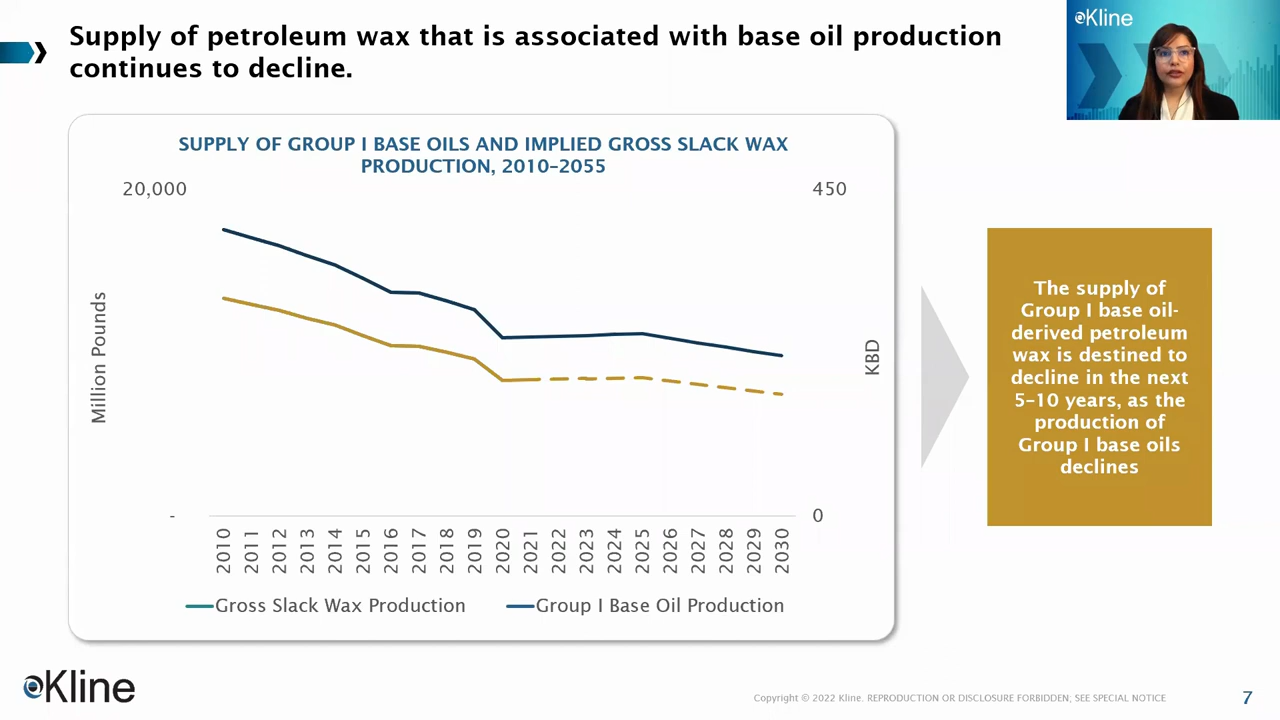 Supply of petroleum wax that is associated with base oil production
continues to decline.
eKline
SUPPLY OF GROUP I BASE OILS AND IMPLIED GROSS SLACK WAX
PRODUCTION, 2010–2055
20,000
450
Million Pounds
KBD
-
0
2010
2011
2012
2013
2014
2015
2016
2017
2018
2019
2020
2021
2022
2023
2024
2025
2026
2027
2028
2029
2030
Gross Slack Wax Production
Group I Base Oil Production
The supply of
Group I base oil-
derived petroleum
wax is destined to
decline in the next
5–10 years, as the
production of
Group I base oils
declines
eKline
Copyright © 2022 Kline. REPRODUCTION OR DISCLOSURE FORBIDDEN; SEE SPECIAL NOTICE
7